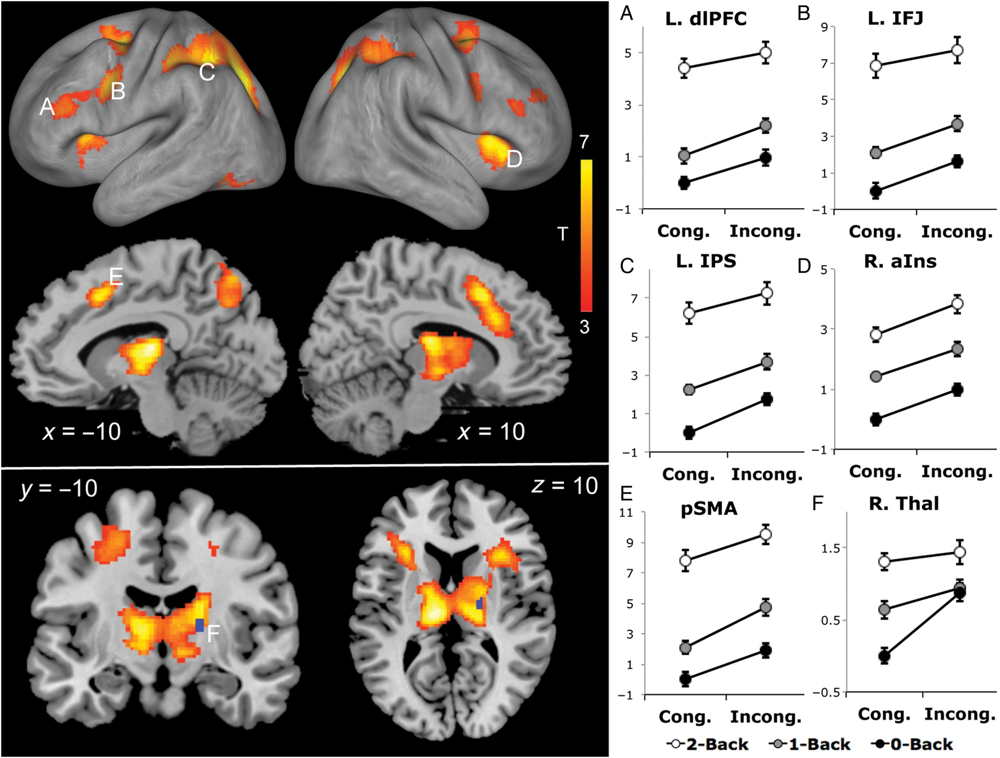 A
B
C
D
7
T
3
E
x = –10
x = 10
y = –10
z = 10
F
A
L. dlPFC
5
3
1
–1
Cong. Incong.
B
L. IFJ
9
7
5
3
1
–1
Cong. Incong.
C
L. IPS
7
5
3
1
–1
Cong. Incong.
D
R. aIns
5
3
1
–1
Cong. Incong.
E
pSMA
11
9
7
5
3
1
–1
Cong. Incong.
F
R. Thal
1.5
0.5
–0.5
Cong. Incong.
2-Back 1-Back 0-Back